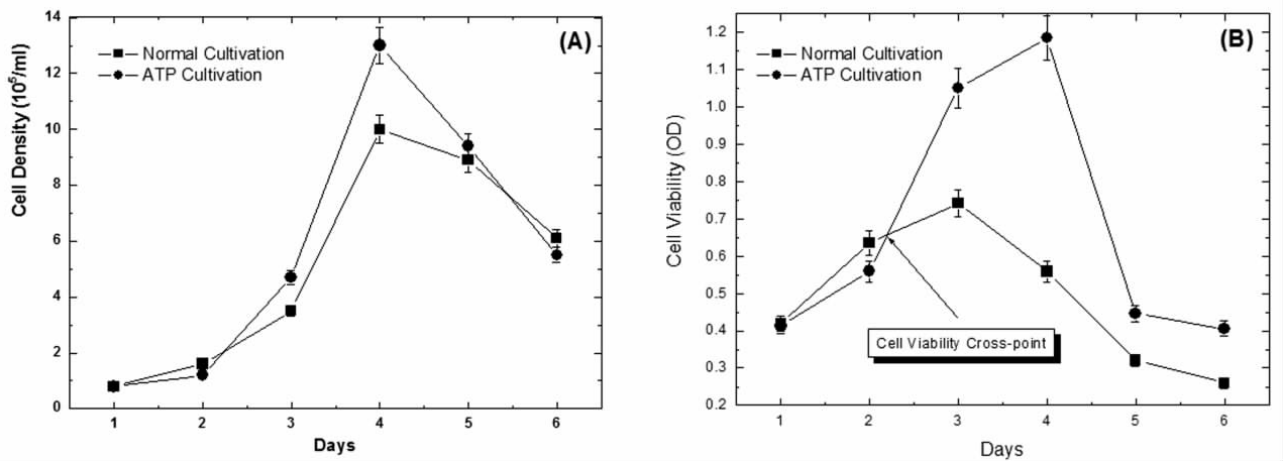 Cell Density (10⁵/ml)
14
12
10
8
6
4
2
0
Normal Cultivation
ATP Cultivation
(A)
1 2 3 4 5 6
Days
Cell Viability (OD)
1.2
1.1
1.0
0.9
0.8
0.7
0.6
0.5
0.4
0.3
0.2
Normal Cultivation
ATP Cultivation
(B)
Cell Viability Cross-point
1 2 3 4 5 6
Days